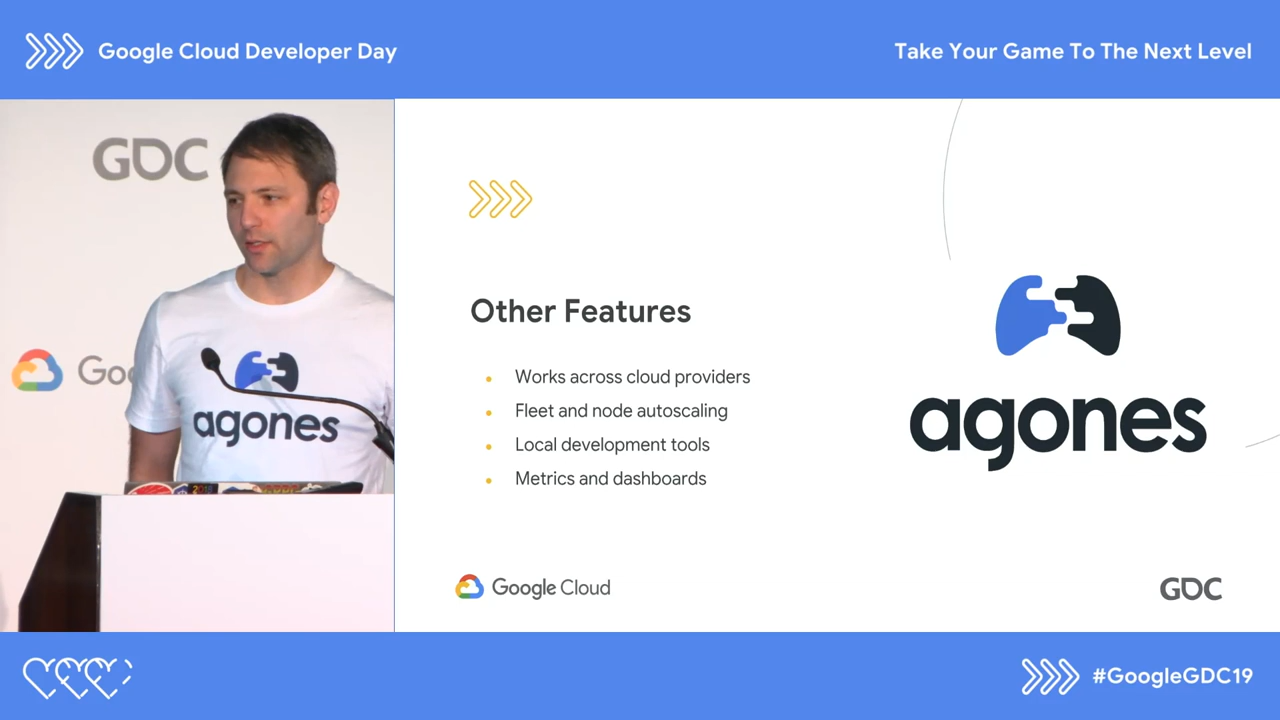 Google Cloud Developer Day
Take Your Game To The Next Level
GDC
Goo
agones
Other Features
• Works across cloud providers
• Fleet and node autoscaling
• Local development tools
• Metrics and dashboards
agones
Google Cloud
GDC
#GoogleGDC19